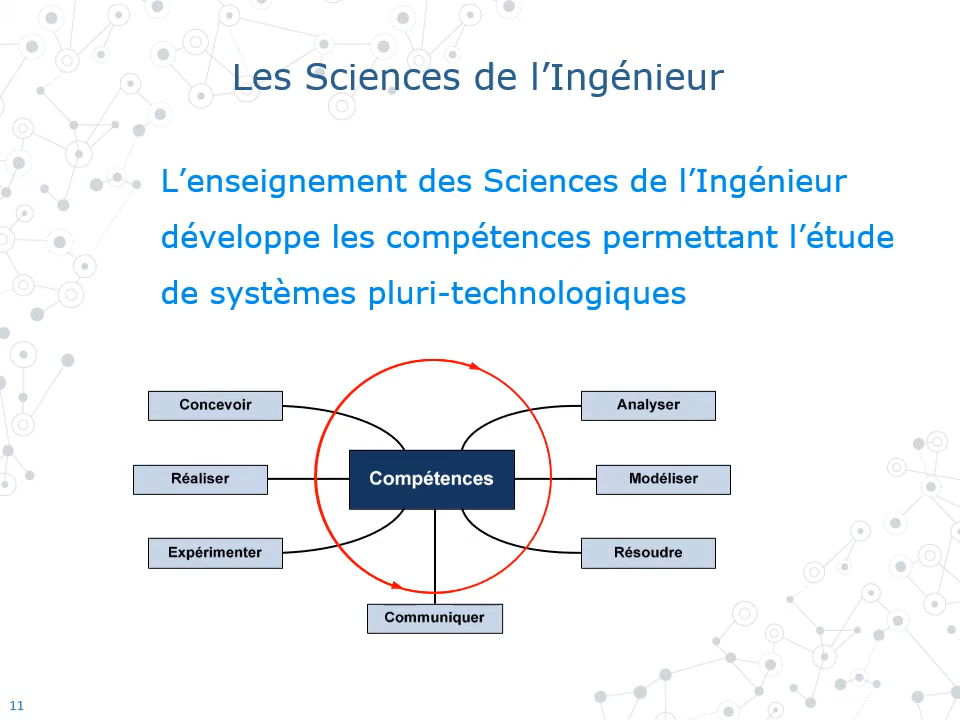 Les Sciences de l’Ingénieur
L’enseignement des Sciences de l’Ingénieur
développe les compétences permettant l’étude
de systèmes pluri-technologiques
Concevoir
Analyser
Réaliser
Compétences
Modéliser
Expérimenter
Résoudre
Communiquer
11